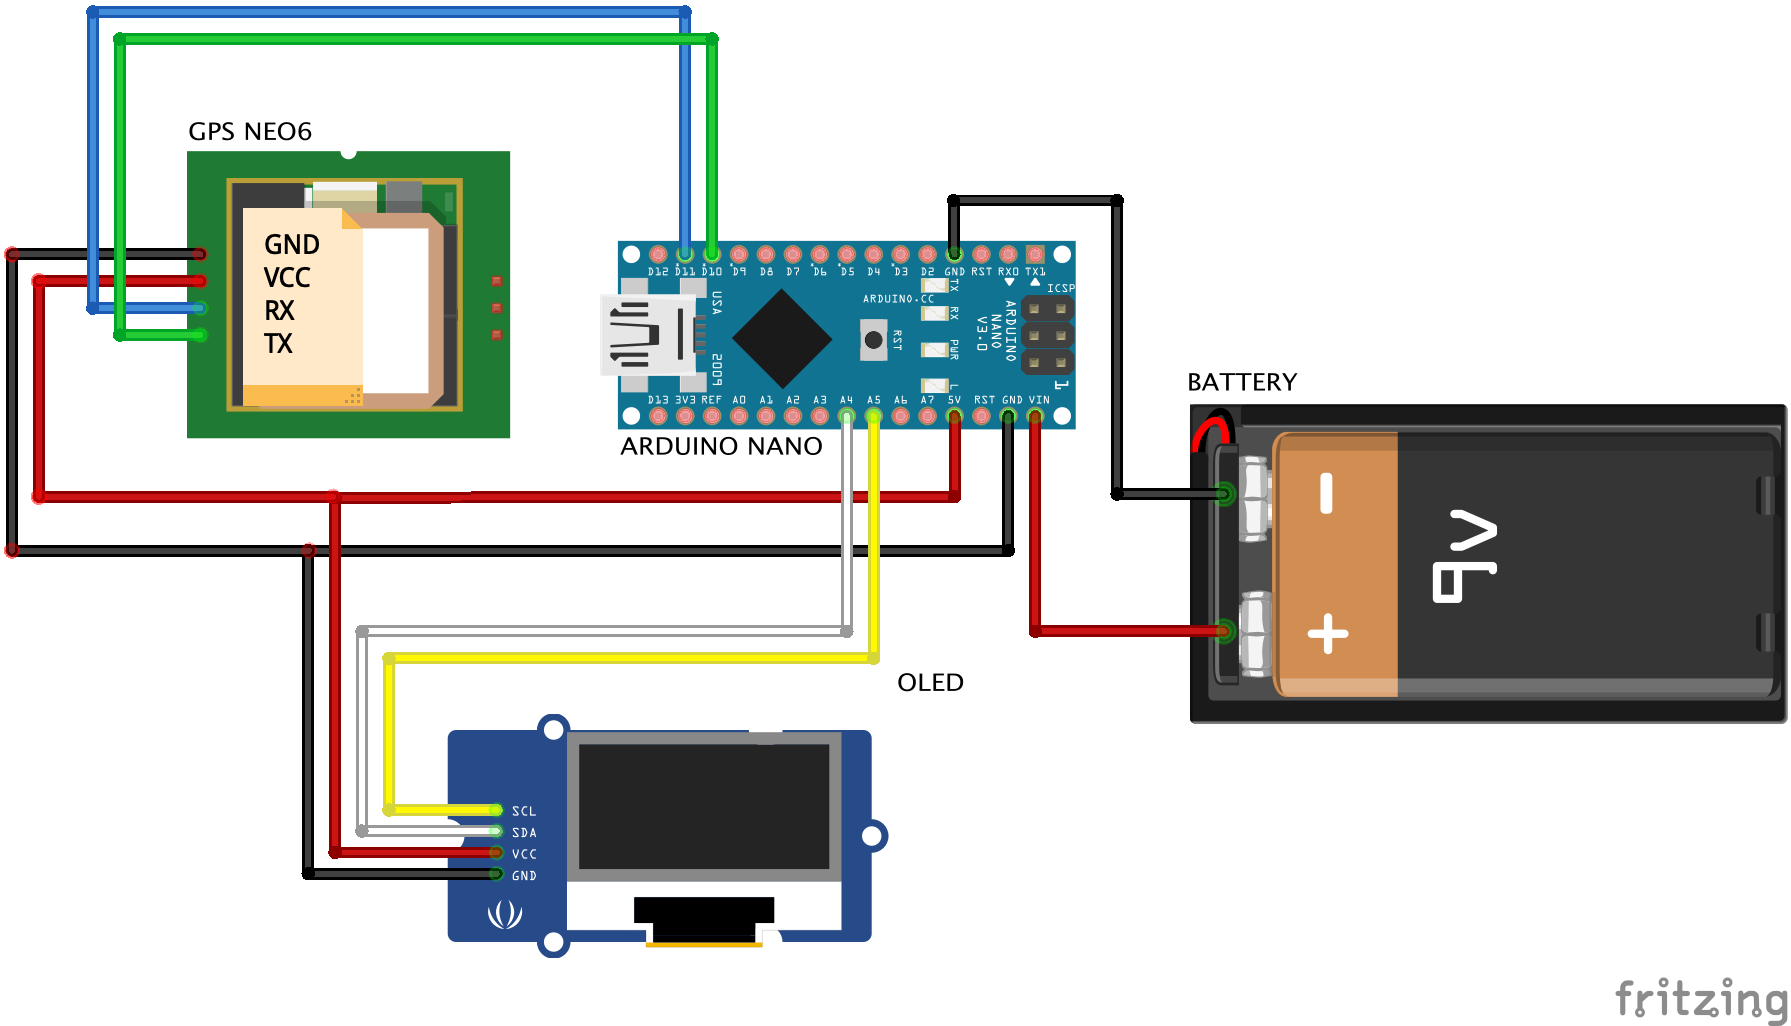 GPS NEO6
GND
VCC
RX
TX
D12 D11 D10 D9 D8 D7 D6 D5 D4 D3 D2 GND RST RX0 TX1
ICSP
ARDUINO.CC
USA
2009
RST
TX
RX
PWR
L
ARDUINO
NANO
V3.0
1
D13 3V3 REF A0 A1 A2 A3 A4 A5 A6 A7 5V RST GND VIN
ARDUINO NANO
BATTERY
-
+
9V
OLED
SCL
SDA
VCC
GND
fritzing